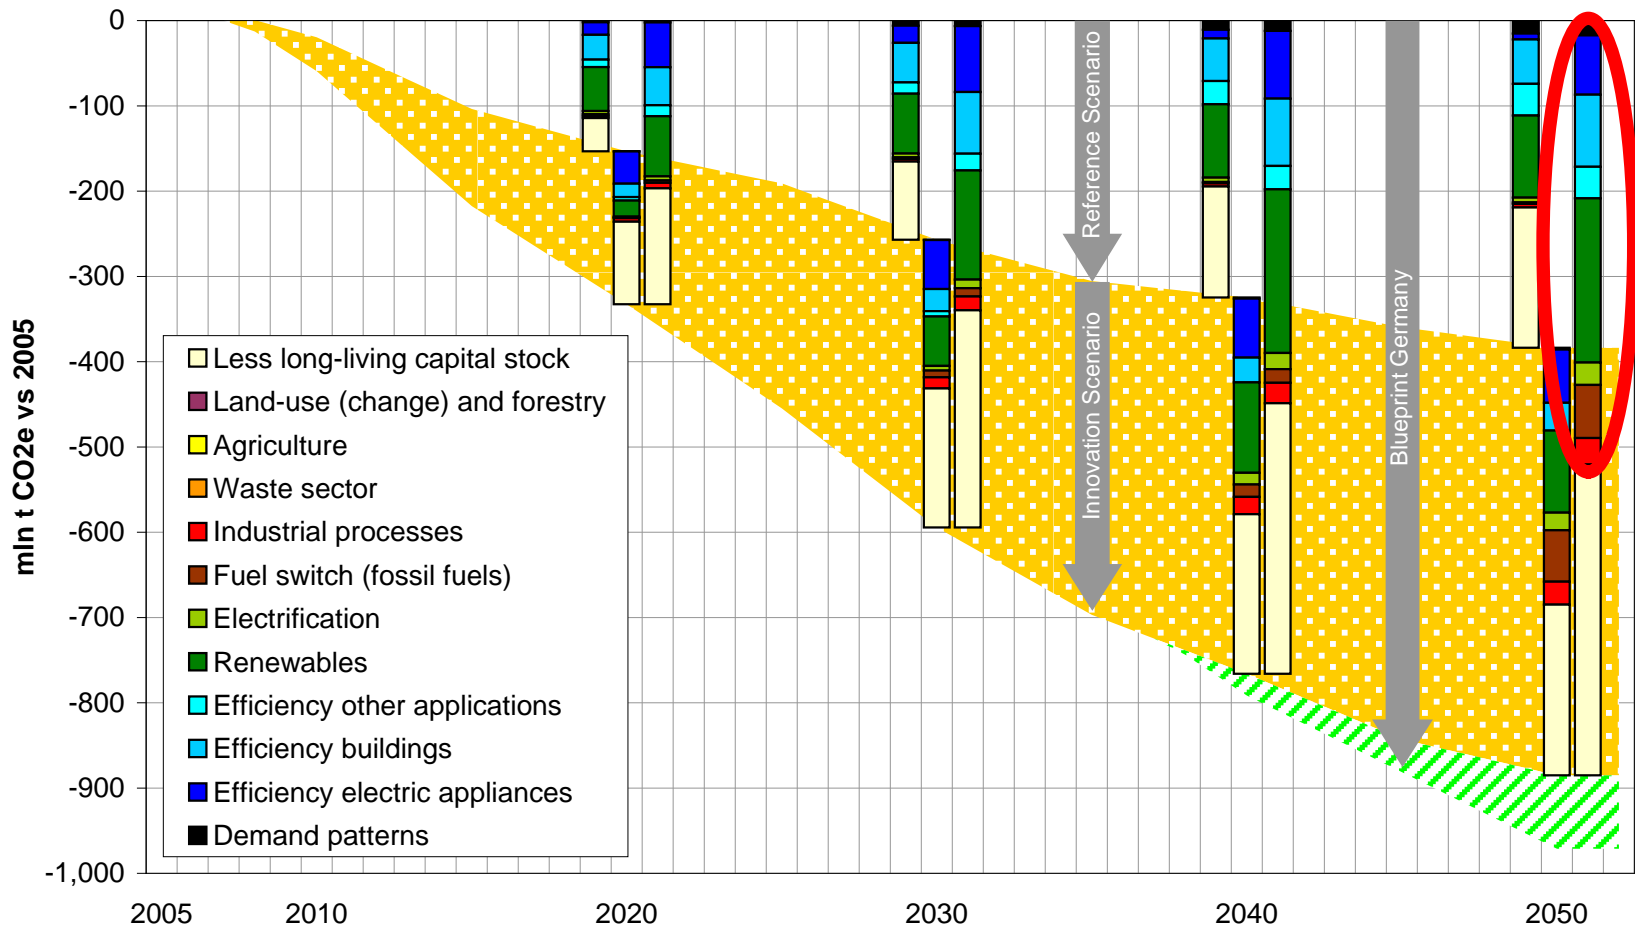 0
-100
-200
-300
-400
-500
-600
-700
-800
-900
-1,000
mln t CO2e vs 2005
Reference Scenario
Innovation Scenario
Blueprint Germany
Less long-living capital stock
Land-use (change) and forestry
Agriculture
Waste sector
Industrial processes
Fuel switch (fossil fuels)
Electrification
Renewables
Efficiency other applications
Efficiency buildings
Efficiency electric appliances
Demand patterns
2005 2010 2020 2030 2040 2050